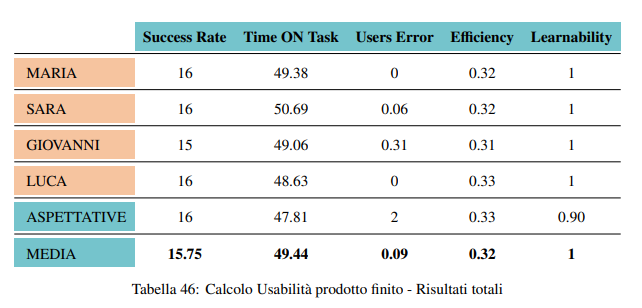 Success Rate Time ON Task Users Error Efficiency Learnability
MARIA 16 49.38 0 0.32 1
SARA 16 50.69 0.06 0.32 1
GIOVANNI 15 49.06 0.31 0.31 1
LUCA 16 48.63 0 0.33 1
ASPETTATIVE 16 47.81 2 0.33 0.90
MEDIA 15.75 49.44 0.09 0.32 1
Tabella 46: Calcolo Usabilità prodotto finito - Risultati totali